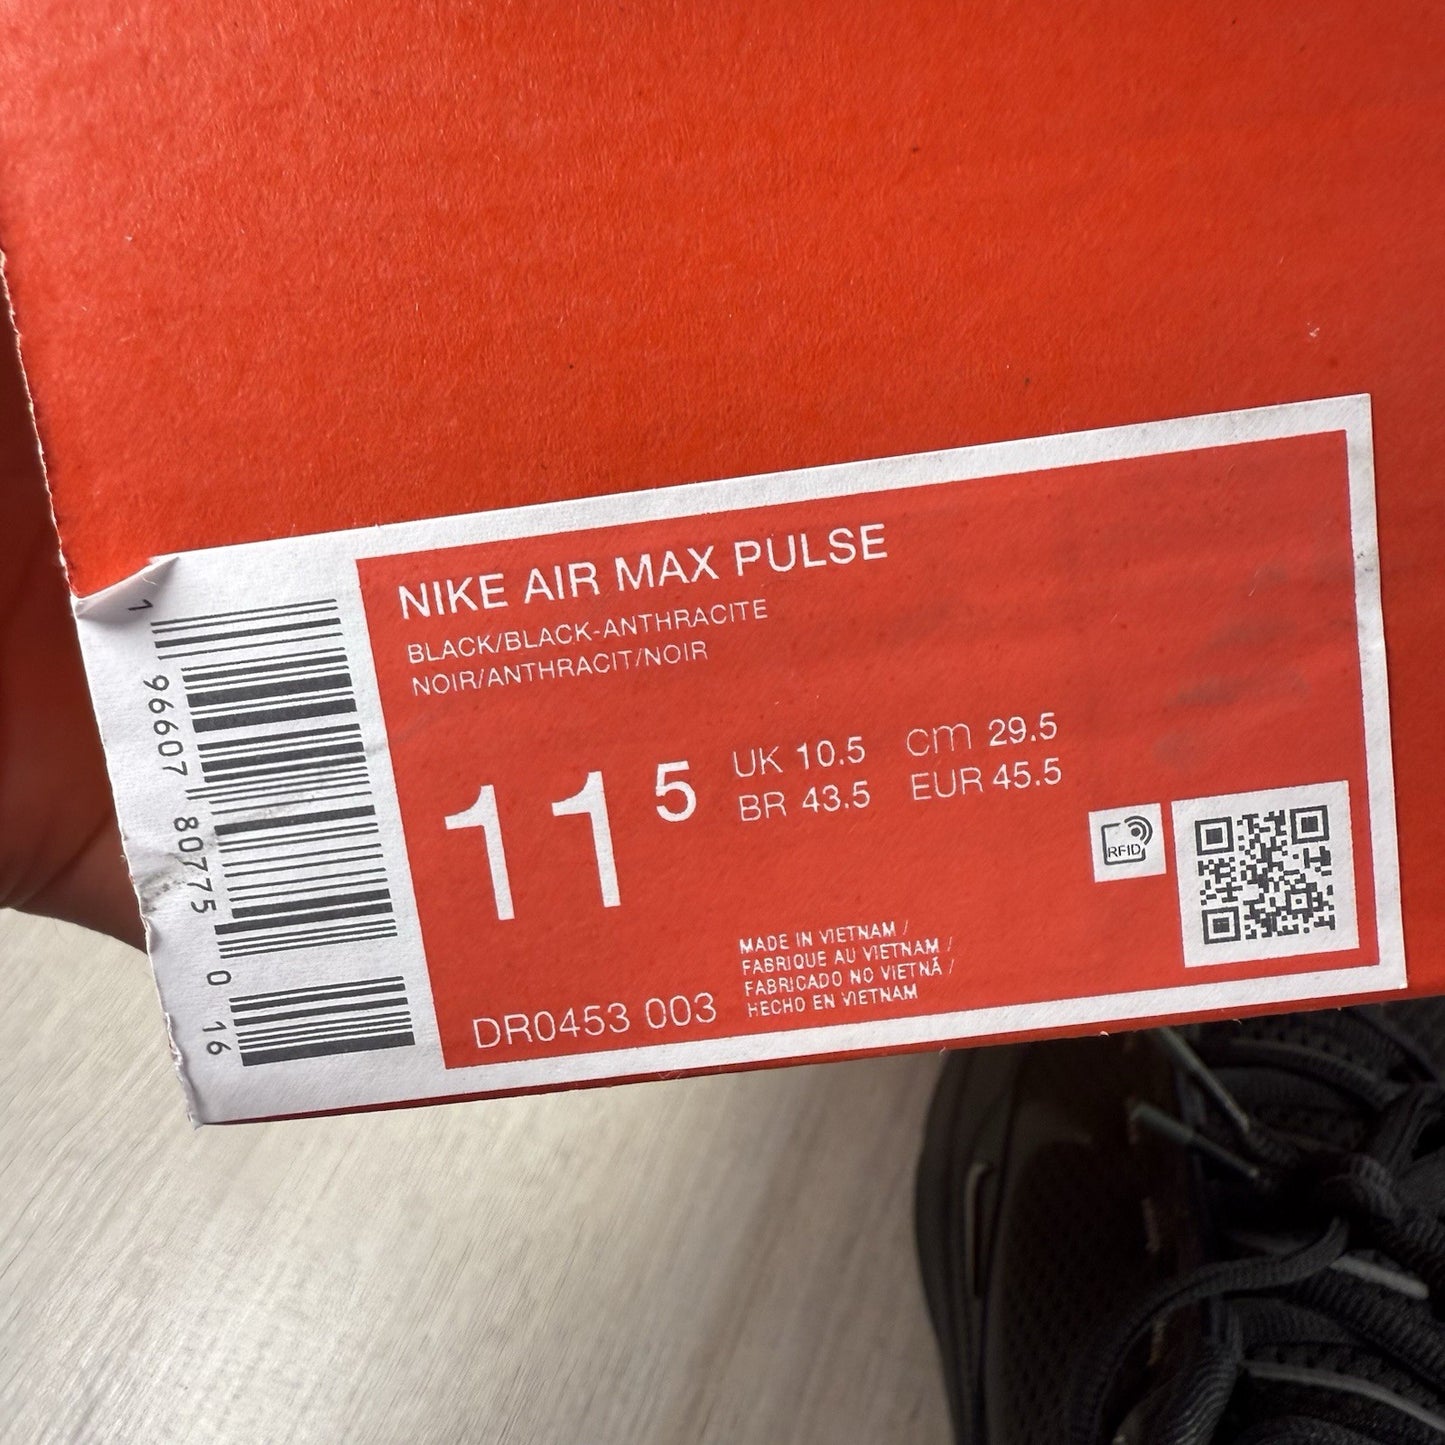 NIKE AIR MAX PULSE
BLACK/BLACK-ANTHRACITE
NOIR/ANTHRACIT/NOIR
11 5
UK 10.5 cm 29.5
BR 43.5 EUR 45.5
RFID
MADE IN VIETNAM /
FABRIQUE AU VIETNAM /
FABRICADO NO VIETNÃ /
HECHO EN VIETNAM
DR0453 003
1 96607 80775 0 16